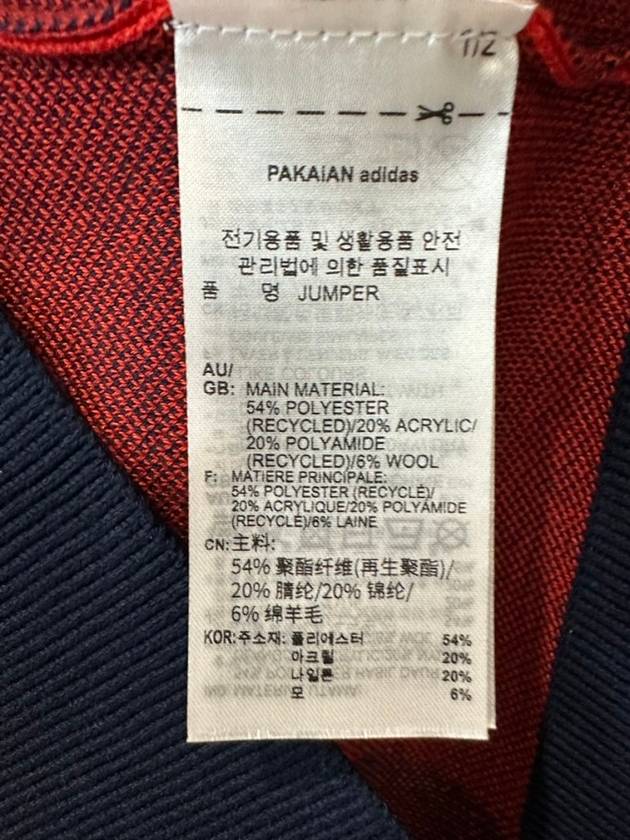 1/2
PAKAiAN adidas
전기용품 및 생활용품 안전
관리법에 의한 품질표시
품 명 JUMPER
AU/
GB: MAIN MATERIAL:
54% POLYESTER
(RECYCLED)/20% ACRYLIC/
20% POLYAMIDE
(RECYCLED)/6% WOOL
F: MATIÈRE PRINCIPALE:
54% POLYESTER (RECYCLÉ)/
20% ACRYLIQUE/20% POLYAMIDE
(RECYCLÉ)/6% LAINE
CN:主料:
54% 聚酯纤维(再生聚酯)/
20% 腈纶/20% 锦纶/
6% 绵羊毛
KOR:주소재: 폴리에스터 54%
아크릴 20%
나일론 20%
모 6%